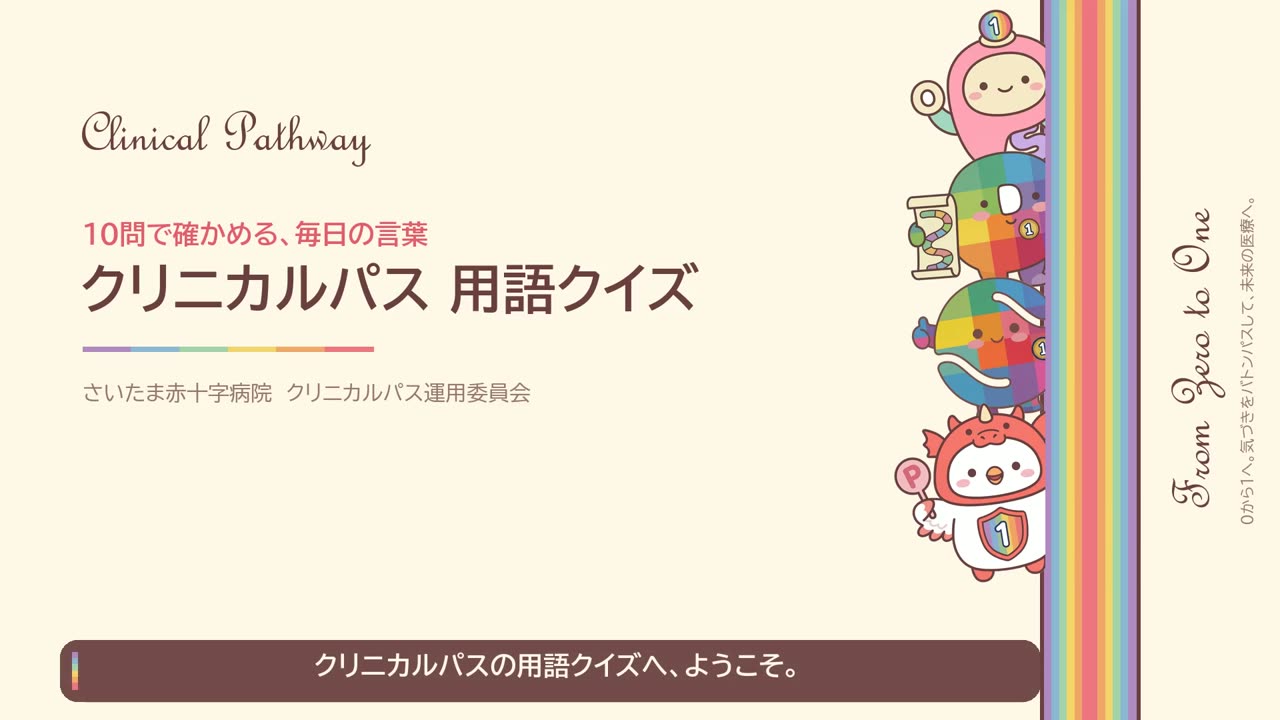 Clinical Pathway
10問で確かめる、毎日の言葉
クリニカルパス 用語クイズ
さいたま赤十字病院 クリニカルパス運用委員会
クリニカルパスの用語クイズへ、ようこそ。
1
P
1
1
P
1
From Zero to One
0から1へ。気づきをバトンパスして、未来の医療へ。